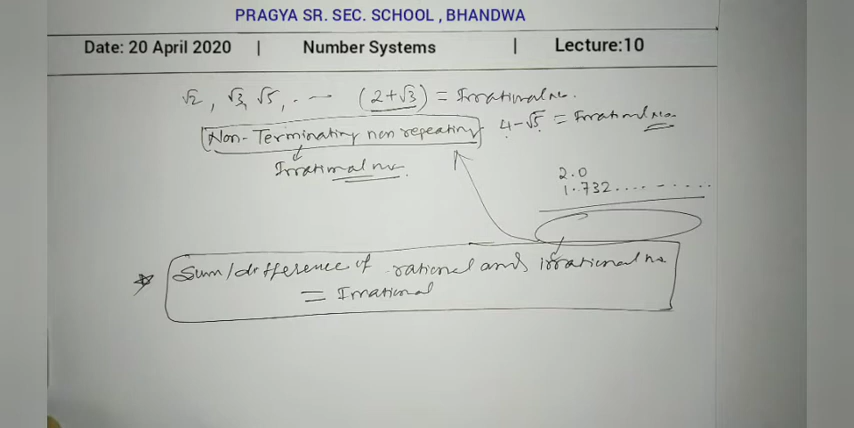 PRAGYA SR. SEC. SCHOOL , BHANDWA
Date: 20 April 2020 | Number Systems | Lecture:10
√2, √3, √5, . - -- (2+√3) = Irrational no.
Non-Terminating non repeating 4-√5 = Irrational No.
Irrational no.
2.0
1.732.... - ....
Sum/difference of rational and irrational no.
= Irrational